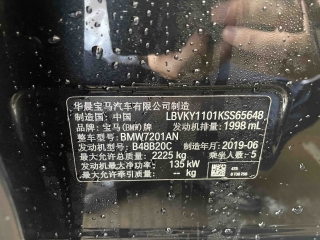 华晨宝马汽车有限公司制造
制造国：中国 LBVKY1101KSS65648
品牌：宝马(BMW)牌 发动机排量：1998 mL
整车型号：BMW7201AN
发动机型号：B48B20C 制造年月：2019-06
最大允许总质量：2225 kg 乘坐人数：5
最大净功率：135 kW
最大允许牵引质量：-- kg